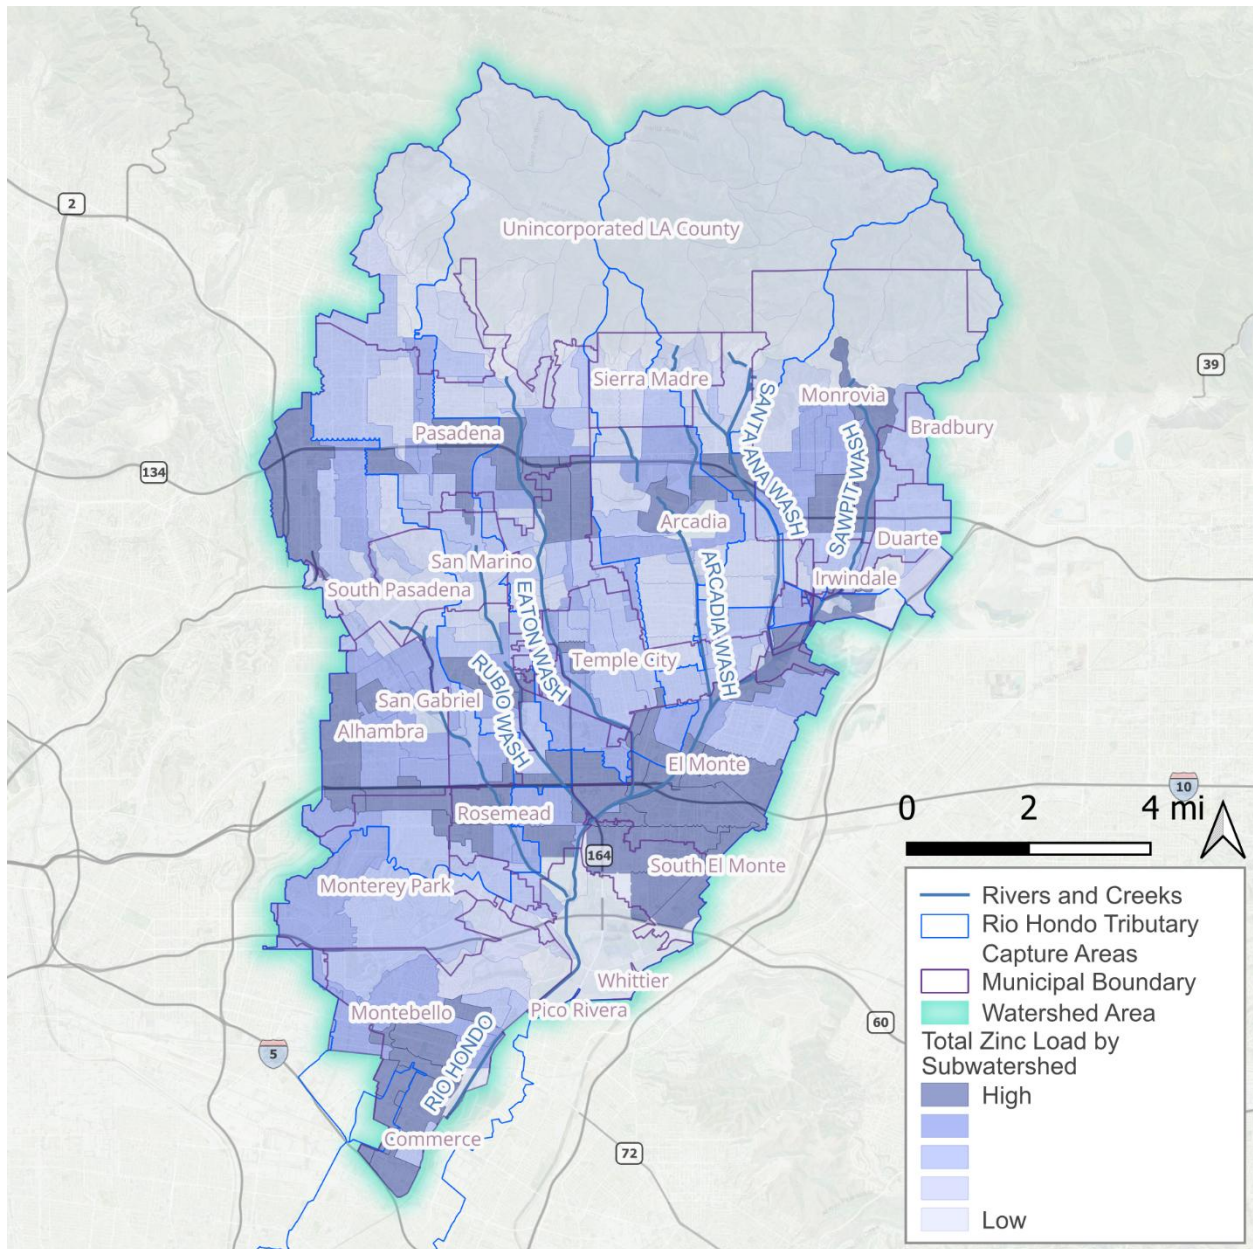 2
Unincorporated LA County
39
Sierra Madre
Monrovia
SANTA ANA WASH
Bradbury
Pasadena
SAWPIT WASH
134
Arcadia
Duarte
San Marino
Irwindale
South Pasadena
EATON WASH
ARCADIA WASH
Temple City
RUBIO WASH
San Gabriel
Alhambra
El Monte
10
0 2 4 mi
Rosemead
164
South El Monte
Monterey Park
Whittier
Montebello
Pico Rivera
RIO HONDO
60
5
Commerce
72
Rivers and Creeks
Rio Hondo Tributary
Capture Areas
Municipal Boundary
Watershed Area
Total Zinc Load by
Subwatershed
High
Low